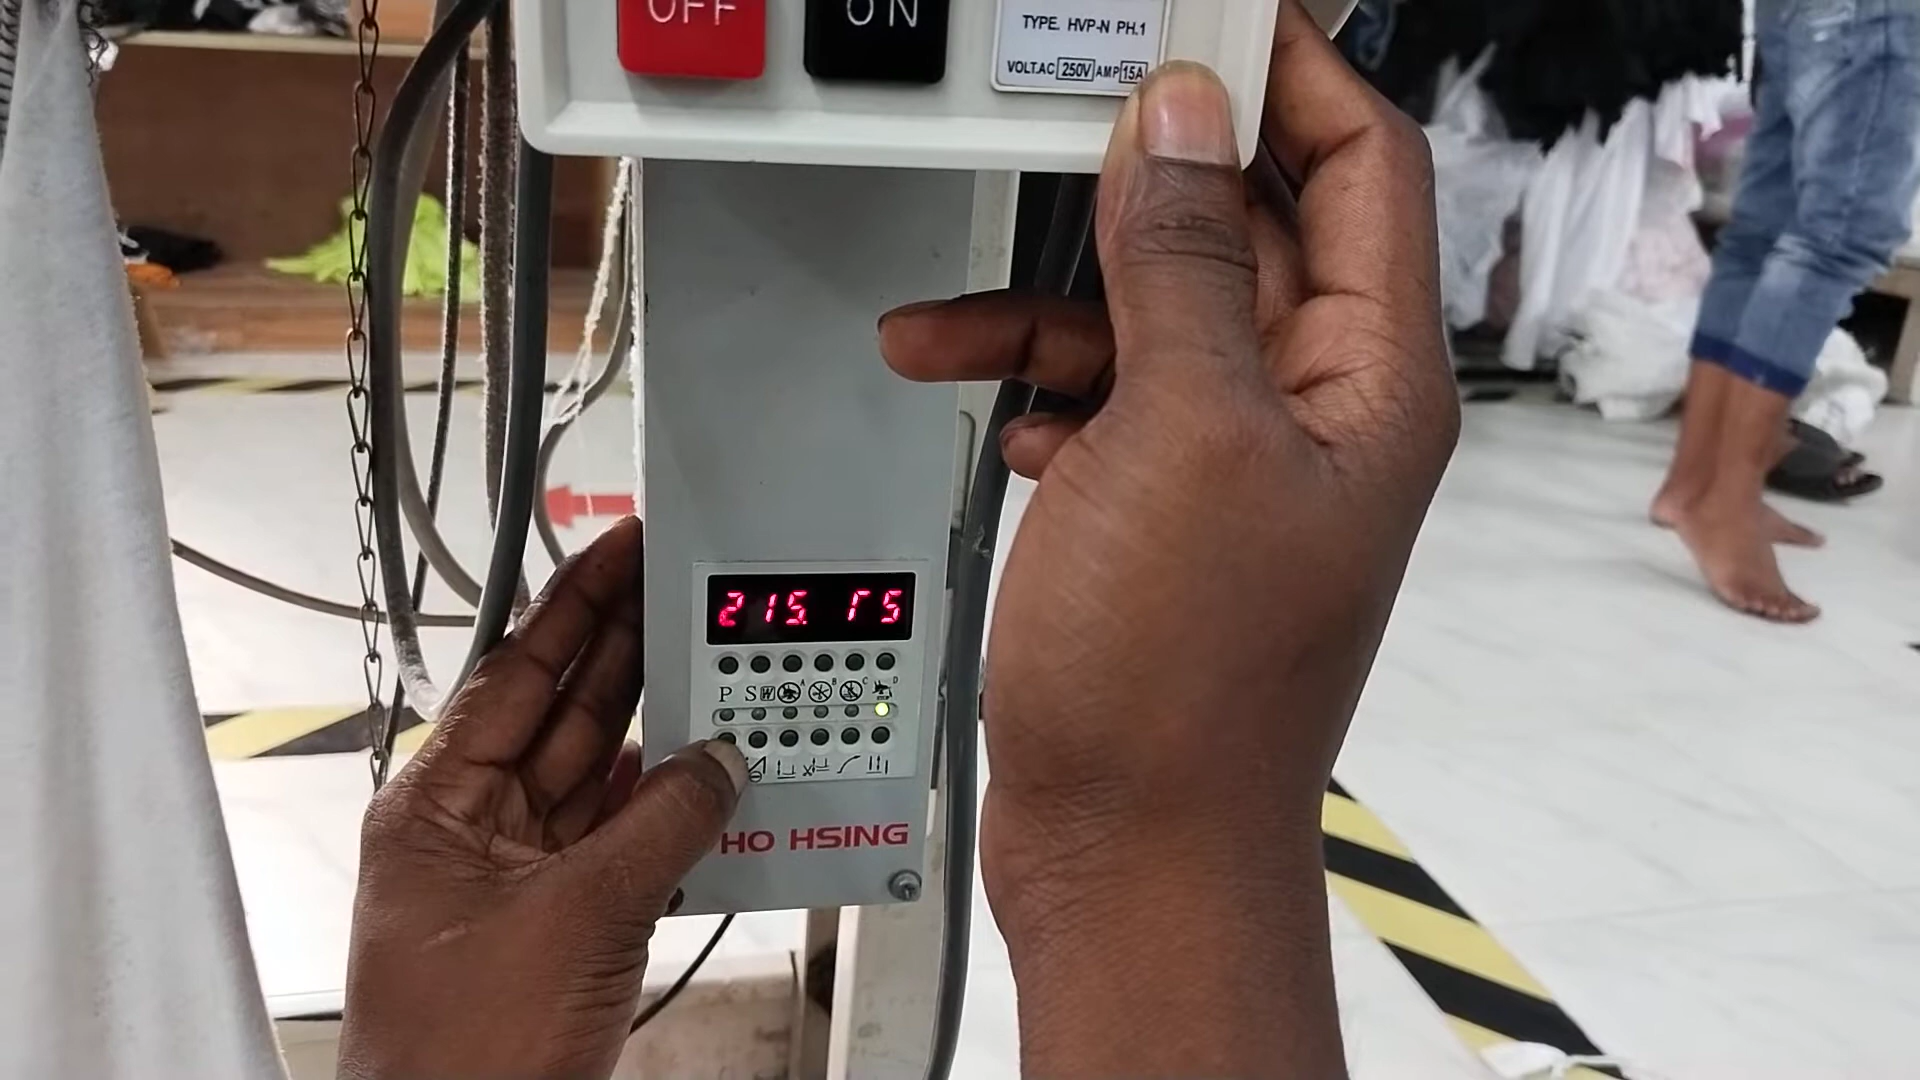 OFF
ON
TYPE. HVP-N PH.1
VOLT.AC 250V AMP 15A
215. r5
P S W A B C D
HO HSING